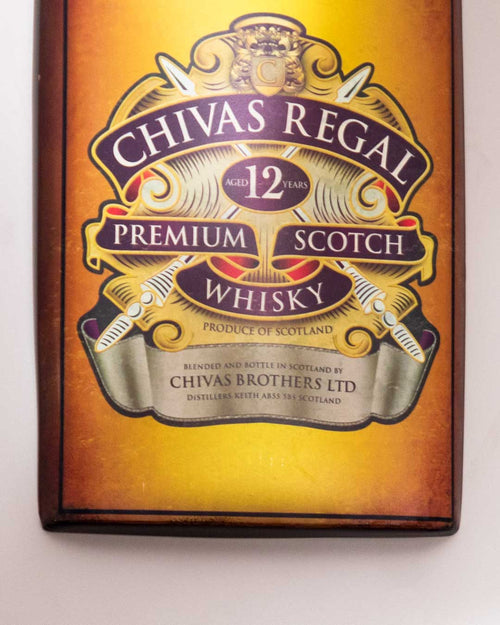 C
CHIVAS REGAL
AGED 12 YEARS
PREMIUM SCOTCH
WHISKY
PRODUCE OF SCOTLAND
BLENDED AND BOTTLE IN SCOTLAND BY
CHIVAS BROTHERS LTD
DISTILLERS KEITH AB55 5BS SCOTLAND